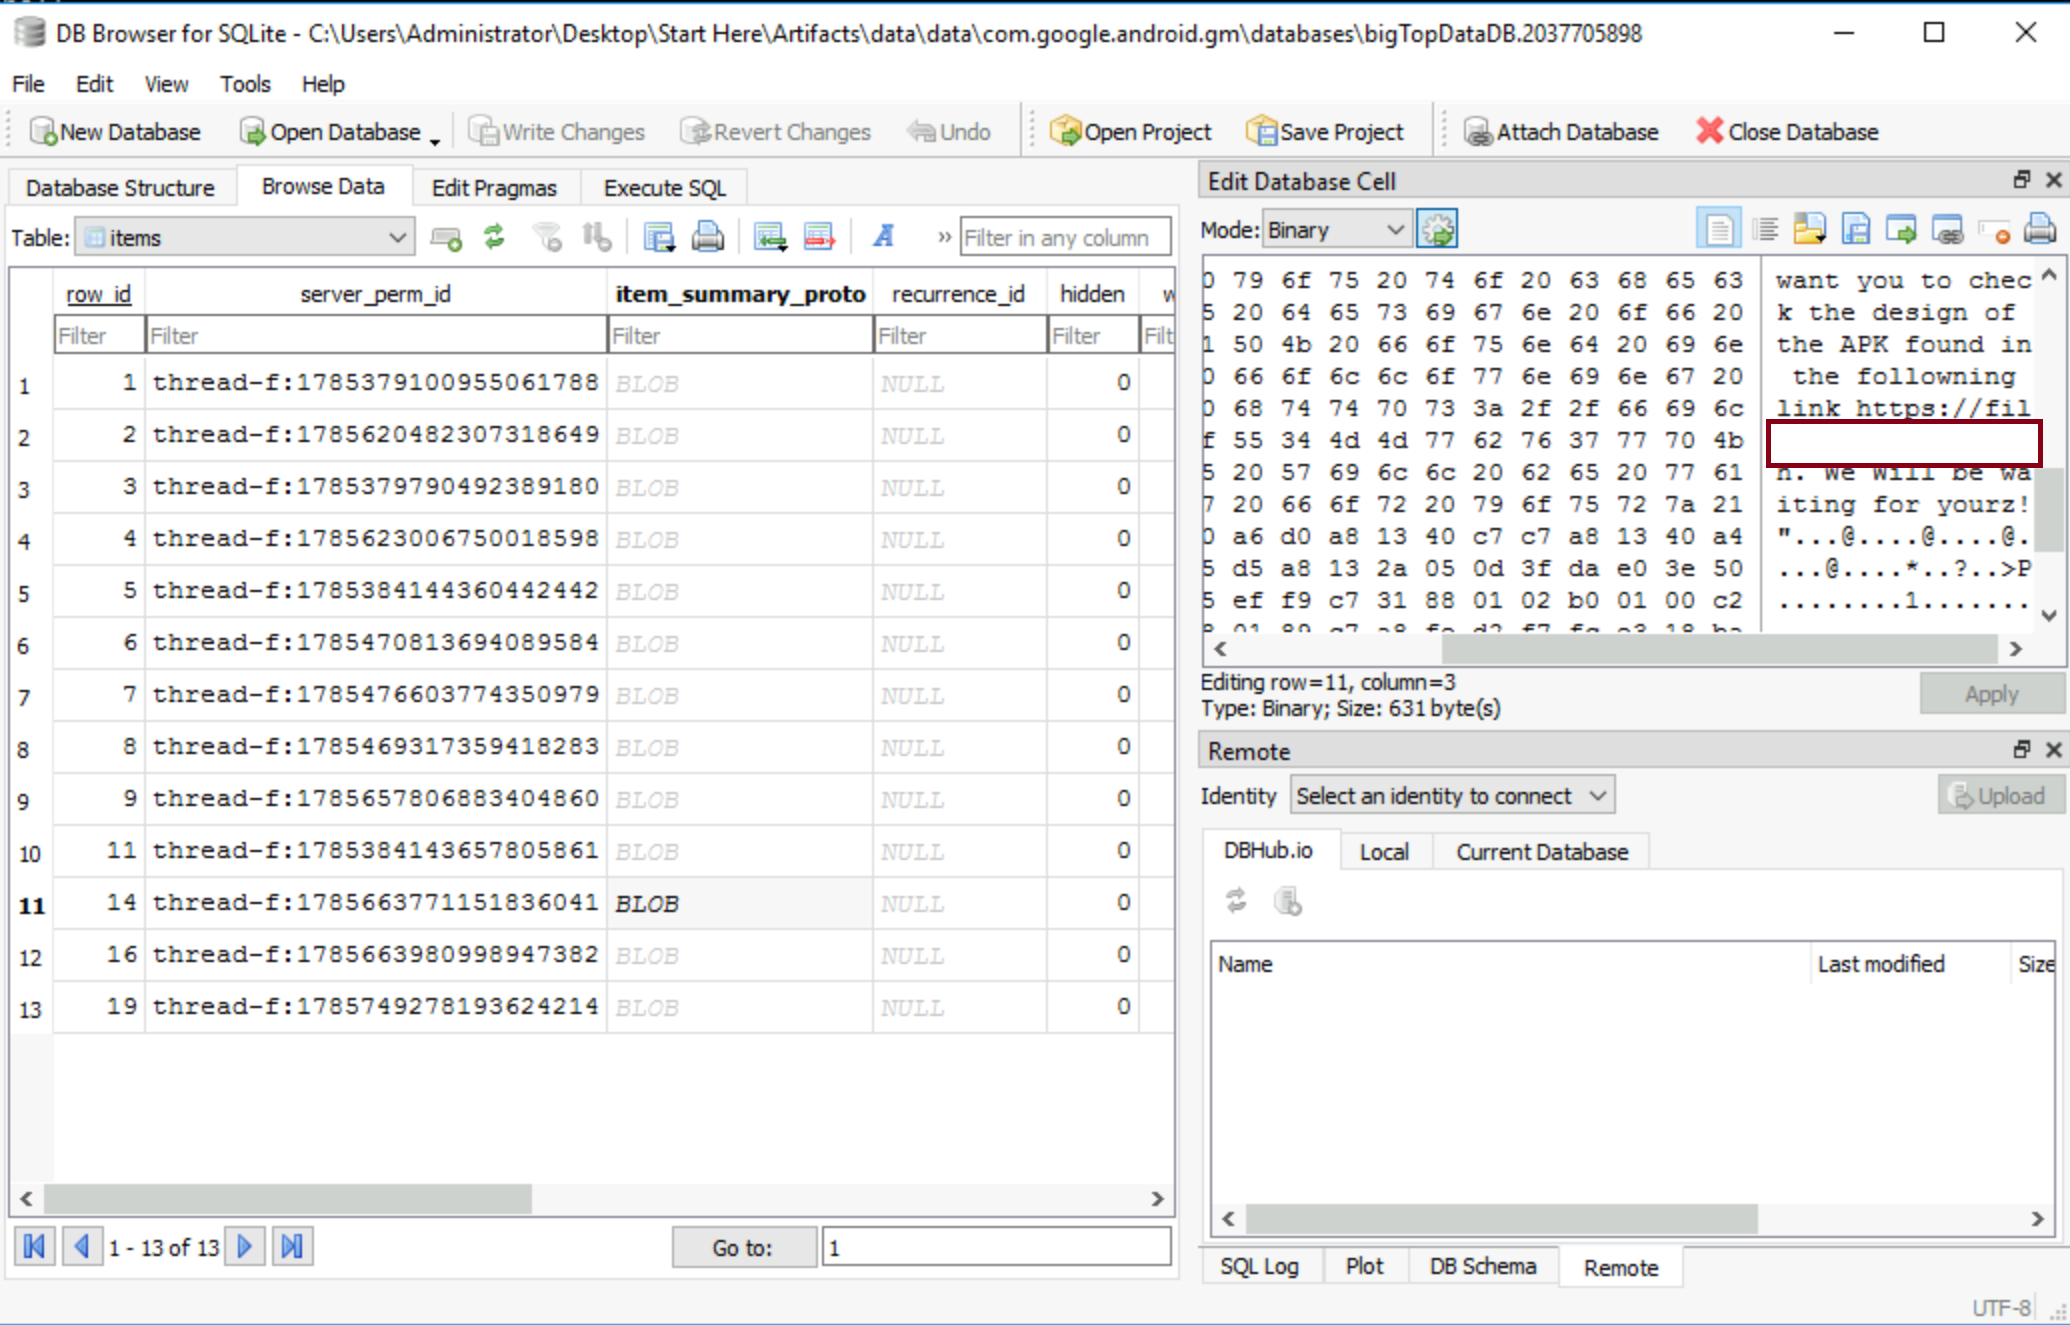 DB Browser for SQLite - C:\Users\Administrator\Desktop\Start Here\Artifacts\data\data\com.google.android.gm\databases\bigTopDataDB.2037705898
File Edit View Tools Help
New Database Open Database Write Changes Revert Changes Undo Open Project Save Project Attach Database Close Database
Database Structure Browse Data Edit Pragmas Execute SQL
Table: items » Filter in any column
row_id server_perm_id item_summary_proto recurrence_id hidden
Filter Filter Filter Filter Filter Filt
1 1 thread-f:1785379100955061788 BLOB NULL 0
2 2 thread-f:1785620482307318649 BLOB NULL 0
3 3 thread-f:1785379790492389180 BLOB NULL 0
4 4 thread-f:1785623006750018598 BLOB NULL 0
5 5 thread-f:1785384144360442442 BLOB NULL 0
6 6 thread-f:1785470813694089584 BLOB NULL 0
7 7 thread-f:1785476603774350979 BLOB NULL 0
8 8 thread-f:1785469317359418283 BLOB NULL 0
9 9 thread-f:1785657806883404860 BLOB NULL 0
10 11 thread-f:1785384143657805861 BLOB NULL 0
11 14 thread-f:1785663771151836041 BLOB NULL 0
12 16 thread-f:1785663980998947382 BLOB NULL 0
13 19 thread-f:1785749278193624214 BLOB NULL 0
1 - 13 of 13 Go to: 1
Edit Database Cell
Mode: Binary
0 79 6f 75 20 74 6f 20 63 68 65 63 want you to chec
5 20 64 65 73 69 67 6e 20 6f 66 20 k the design of
1 50 4b 20 66 6f 75 6e 64 20 69 6e the APK found in
0 66 6f 6c 6c 6f 77 6e 69 6e 67 20 the followning
0 68 74 74 70 73 3a 2f 2f 66 69 6c link https://fil
f 55 34 4d 4d 77 62 76 37 77 70 4b
5 20 57 69 6c 6c 20 62 65 20 77 61 n. We Will be wa
7 20 66 6f 72 20 79 6f 75 72 7a 21 iting for yourz!
0 a6 d0 a8 13 40 c7 c7 a8 13 40 a4 "...@....@....@.
5 d5 a8 13 2a 05 0d 3f da e0 3e 50 ...@....*..?..>P
5 ef f9 c7 31 88 01 02 b0 01 00 c2 ........1.......
Editing row=11, column=3
Type: Binary; Size: 631 byte(s)
Apply
Remote
Identity Select an identity to connect Upload
DBHub.io Local Current Database
Name Last modified Size
SQL Log Plot DB Schema Remote
UTF-8